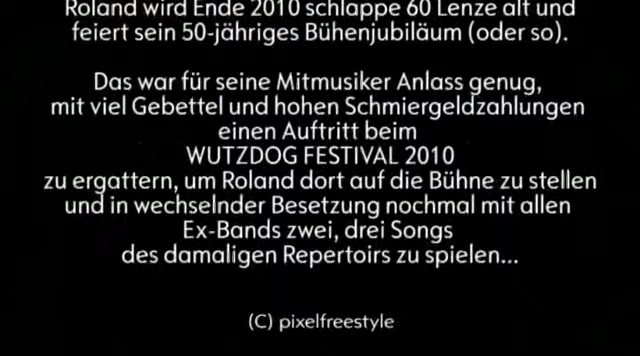 Roland wird Ende 2010 schlappe 60 Lenze alt und
feiert sein 50-jähriges Bühenjubiläum (oder so).
Das war für seine Mitmusiker Anlass genug,
mit viel Gebettel und hohen Schmiergeldzahlungen
einen Auftritt beim
WUTZDOG FESTIVAL 2010
zu ergattern, um Roland dort auf die Bühne zu stellen
und in wechselnder Besetzung nochmal mit allen
Ex-Bands zwei, drei Songs
des damaligen Repertoirs zu spielen...
(C) pixelfreestyle